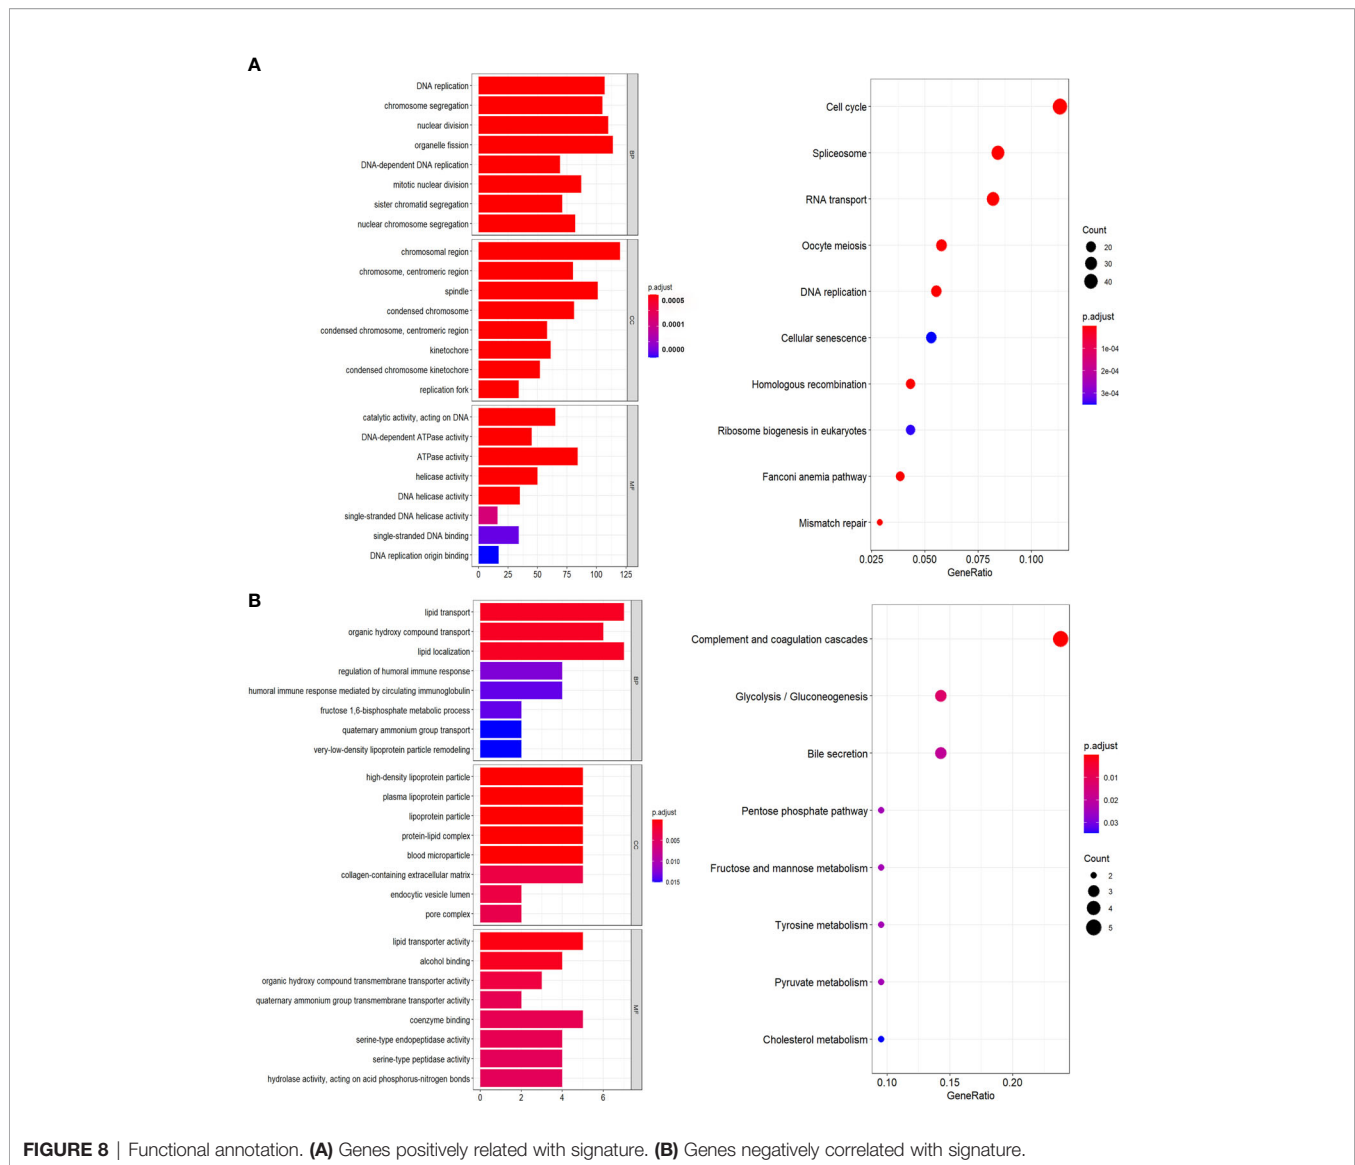 A
DNA replication
chromosome segregation
nuclear division
organelle fission
DNA-dependent DNA replication
mitotic nuclear division
sister chromatid segregation
nuclear chromosome segregation
BP
chromosomal region
chromosome, centromeric region
spindle
condensed chromosome
condensed chromosome, centromeric region
kinetochore
condensed chromosome kinetochore
replication fork
CC
catalytic activity, acting on DNA
DNA-dependent ATPase activity
ATPase activity
helicase activity
DNA helicase activity
single-stranded DNA helicase activity
single-stranded DNA binding
DNA replication origin binding
MF
0 25 50 75 100 125
p.adjust
0.0005
0.0001
0.0000
Cell cycle
Spliceosome
RNA transport
Oocyte meiosis
DNA replication
Cellular senescence
Homologous recombination
Ribosome biogenesis in eukaryotes
Fanconi anemia pathway
Mismatch repair
0.025 0.050 0.075 0.100
GeneRatio
Count
20
30
40
p.adjust
1e-04
2e-04
3e-04
B
lipid transport
organic hydroxy compound transport
lipid localization
regulation of humoral immune response
humoral immune response mediated by circulating immunoglobulin
fructose 1,6-bisphosphate metabolic process
quaternary ammonium group transport
very-low-density lipoprotein particle remodeling
BP
high-density lipoprotein particle
plasma lipoprotein particle
lipoprotein particle
protein-lipid complex
blood microparticle
collagen-containing extracellular matrix
endocytic vesicle lumen
pore complex
CC
lipid transporter activity
alcohol binding
organic hydroxy compound transmembrane transporter activity
quaternary ammonium group transmembrane transporter activity
coenzyme binding
serine-type endopeptidase activity
serine-type peptidase activity
hydrolase activity, acting on acid phosphorus-nitrogen bonds
MF
0 2 4 6
p.adjust
0.005
0.010
0.015
Complement and coagulation cascades
Glycolysis / Gluconeogenesis
Bile secretion
Pentose phosphate pathway
Fructose and mannose metabolism
Tyrosine metabolism
Pyruvate metabolism
Cholesterol metabolism
0.10 0.15 0.20
GeneRatio
p.adjust
0.01
0.02
0.03
Count
2
3
4
5
FIGURE 8 | Functional annotation. (A) Genes positively related with signature. (B) Genes negatively correlated with signature.